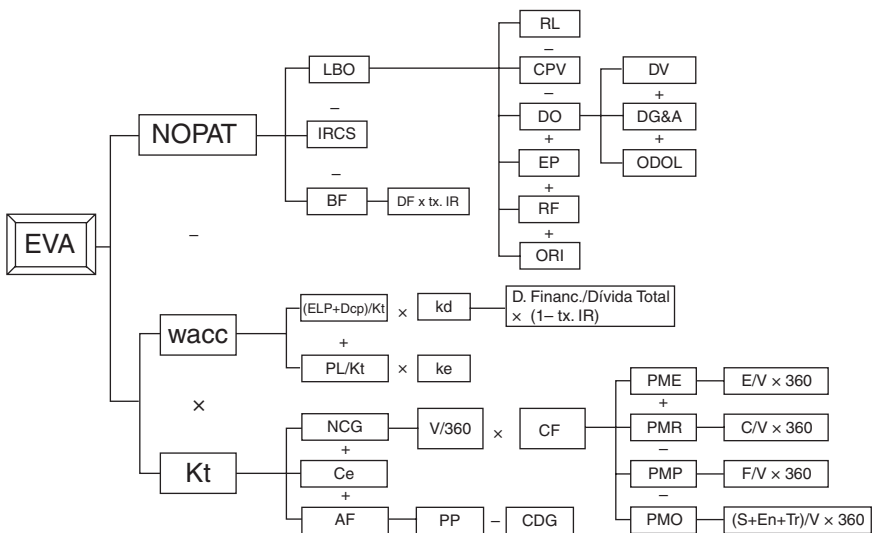 EVA
NOPAT
−
wacc
×
Kt
LBO
−
IRCS
−
BF
DF x tx. IR
RL
−
CPV
−
DO
+
EP
+
RF
+
ORI
DV
+
DG&A
+
ODOL
(ELP+Dcp)/Kt × kd
D. Financ./Dívida Total
× (1– tx. IR)
+
PL/Kt × ke
NCG V/360 × CF
+
Ce
+
AF PP − CDG
PME E/V × 360
+
PMR C/V × 360
−
PMP F/V × 360
−
PMO (S+En+Tr)/V × 360